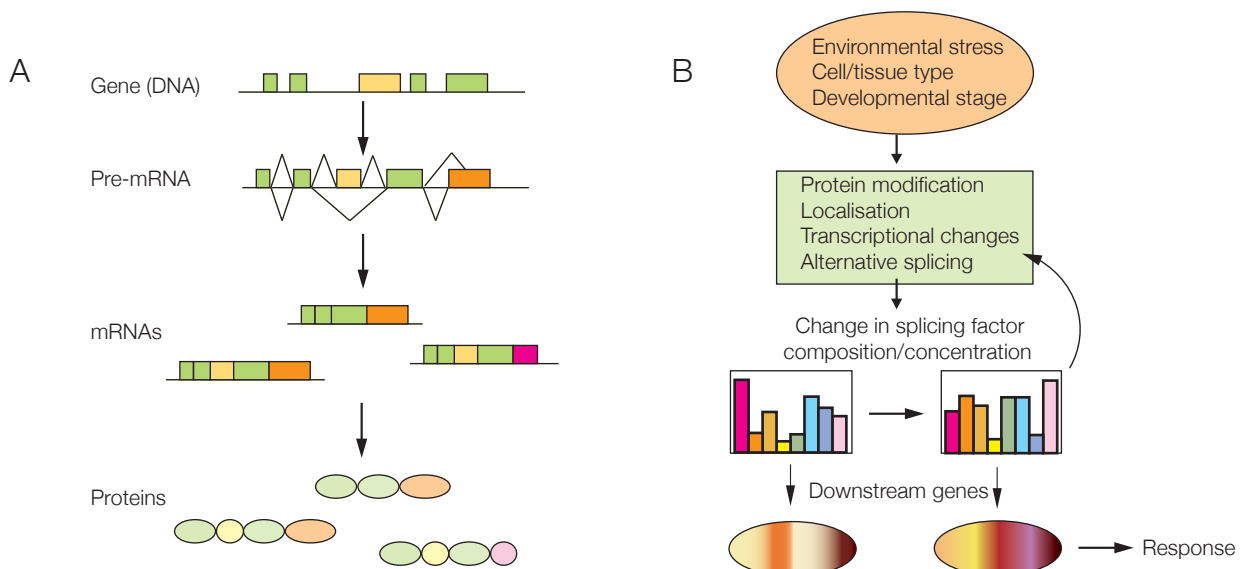 A
Gene (DNA)
Pre-mRNA
mRNAs
Proteins
B
Environmental stress
Cell/tissue type
Developmental stage
Protein modification
Localisation
Transcriptional changes
Alternative splicing
Change in splicing factor
composition/concentration
Downstream genes
Response